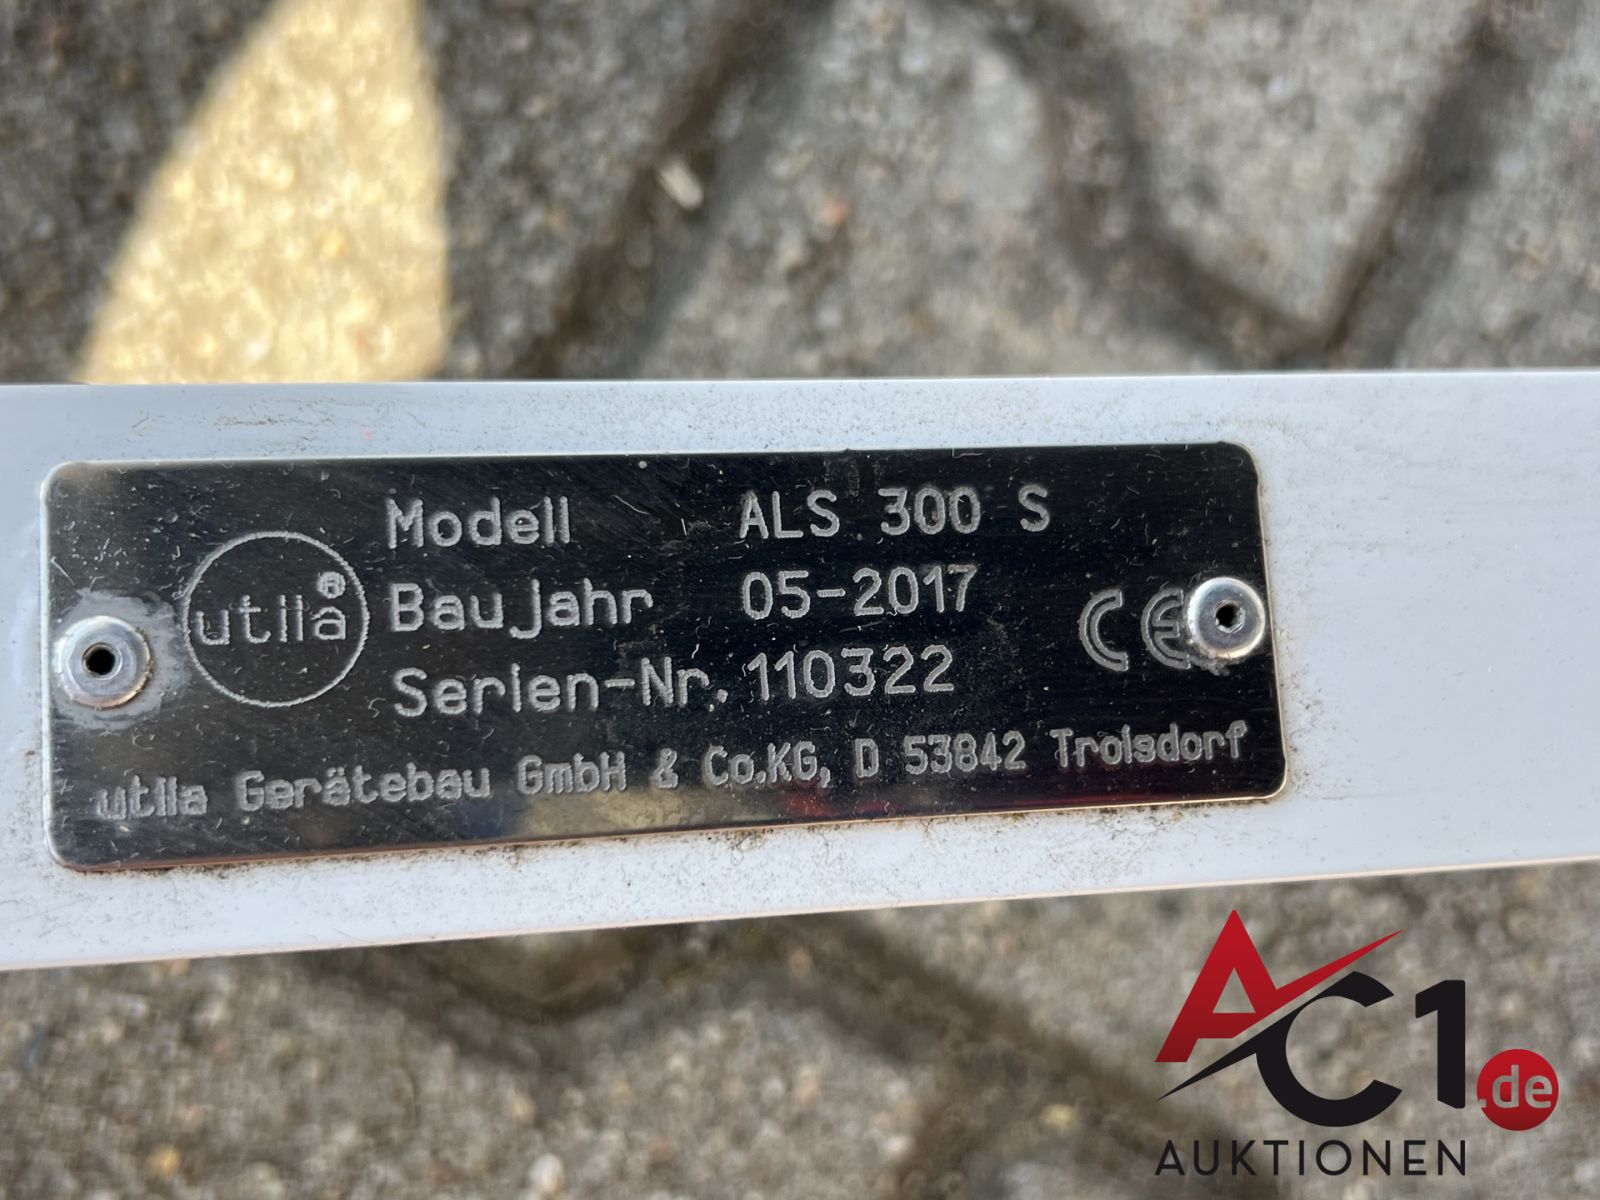 utila®
Modell ALS 300 S
Baujahr 05-2017
Serien-Nr. 110322
CE
utila Gerätebau GmbH & Co.KG, D 53842 Troisdorf
AC1.de
AUKTIONEN